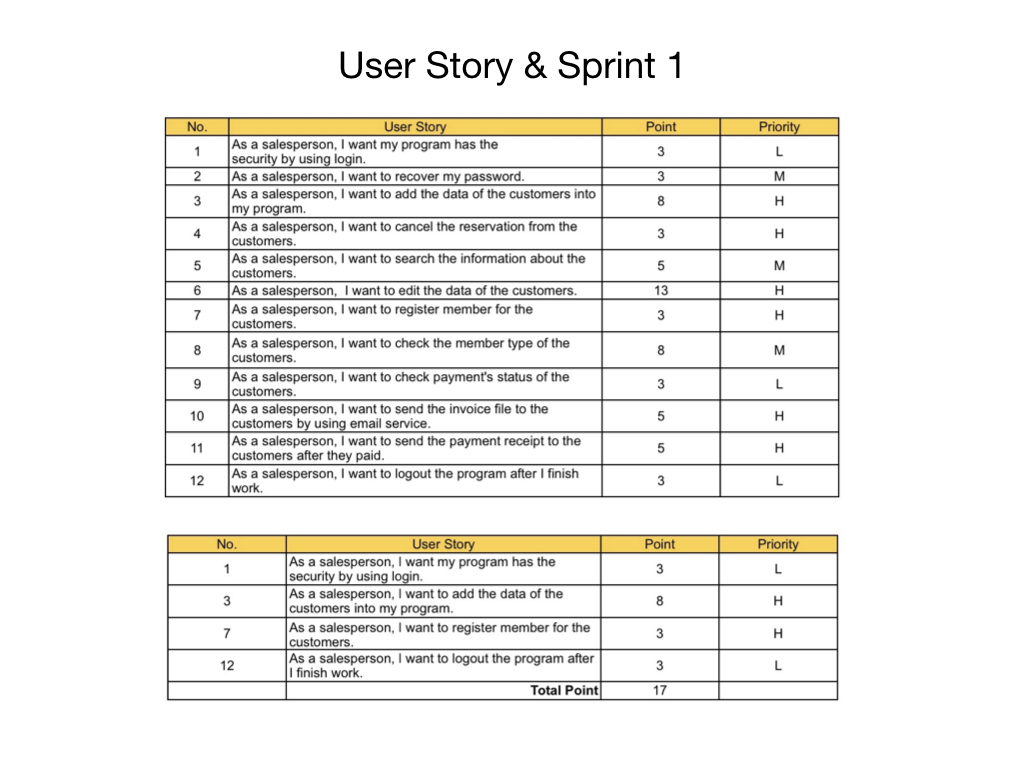 User Story & Sprint 1
No. User Story Point Priority
1 As a salesperson, I want my program has the 3 L
security by using login.
2 As a salesperson, I want to recover my password. 3 M
3 As a salesperson, I want to add the data of the customers into 8 H
my program.
4 As a salesperson, I want to cancel the reservation from the 3 H
customers.
5 As a salesperson, I want to search the information about the 5 M
customers.
6 As a salesperson, I want to edit the data of the customers. 13 H
7 As a salesperson, I want to register member for the 3 H
customers.
8 As a salesperson, I want to check the member type of the 8 M
customers.
9 As a salesperson, I want to check payment's status of the 3 L
customers.
10 As a salesperson, I want to send the invoice file to the 5 H
customers by using email service.
11 As a salesperson, I want to send the payment receipt to the 5 H
customers after they paid.
12 As a salesperson, I want to logout the program after I finish 3 L
work.
No. User Story Point Priority
1 As a salesperson, I want my program has the 3 L
security by using login.
3 As a salesperson, I want to add the data of the 8 H
customers into my program.
7 As a salesperson, I want to register member for the 3 H
customers.
12 As a salesperson, I want to logout the program after 3 L
I finish work.
Total Point 17